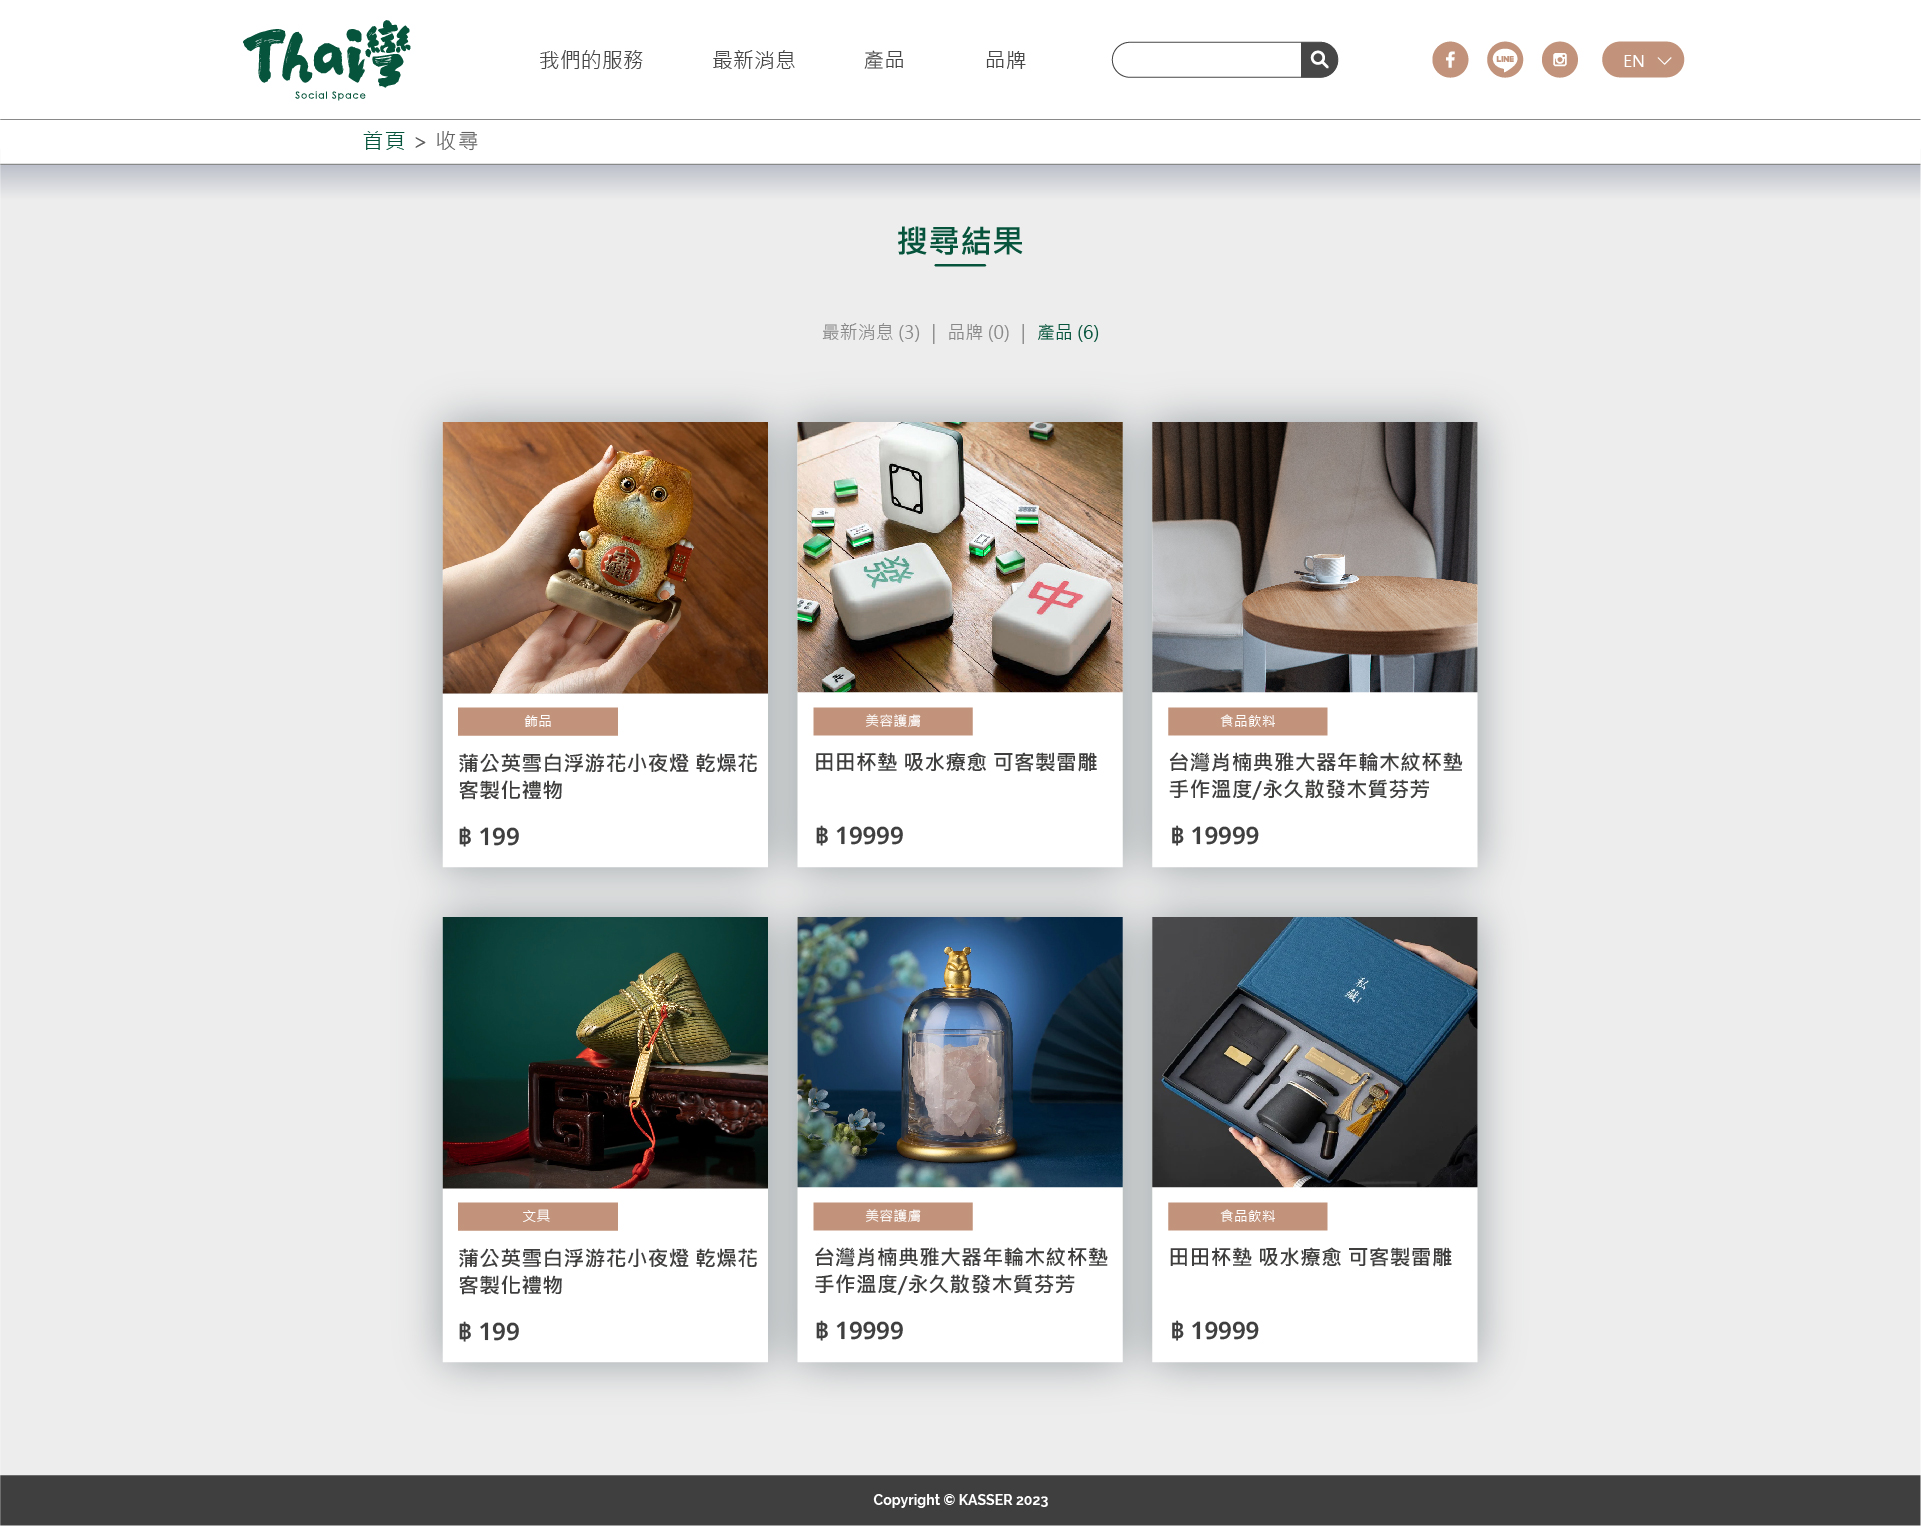 Thai灣
Social Space
我們的服務
最新消息
產品
品牌
LINE
EN
首頁 > 收尋
搜尋結果
最新消息 (3) | 品牌 (0) | 產品 (6)
發
中
飾品
蒲公英雪白浮游花小夜燈 乾燥花
客製化禮物
฿ 199
美容護膚
田田杯墊 吸水療愈 可客製雷雕
฿ 19999
食品飲料
台灣肖楠典雅大器年輪木紋杯墊
手作溫度/永久散發木質芬芳
฿ 19999
私藏
文具
蒲公英雪白浮游花小夜燈 乾燥花
客製化禮物
฿ 199
美容護膚
台灣肖楠典雅大器年輪木紋杯墊
手作溫度/永久散發木質芬芳
฿ 19999
食品飲料
田田杯墊 吸水療愈 可客製雷雕
฿ 19999
Copyright © KASSER 2023